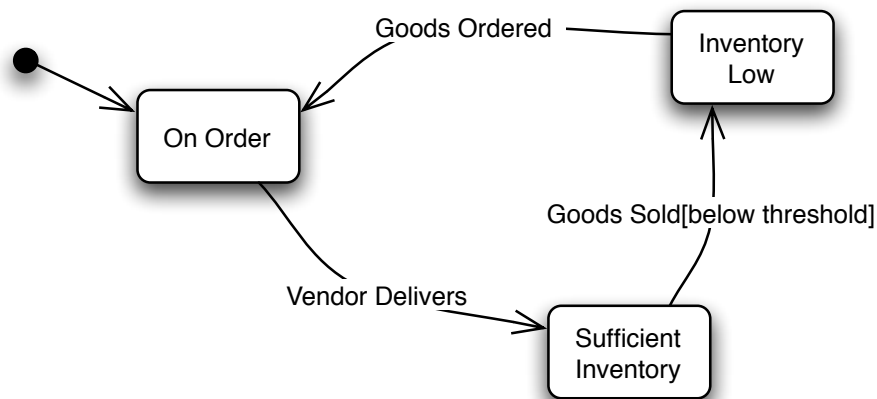 Goods Ordered
Inventory
Low
On Order
Goods Sold[below threshold]
Vendor Delivers
Sufficient
Inventory